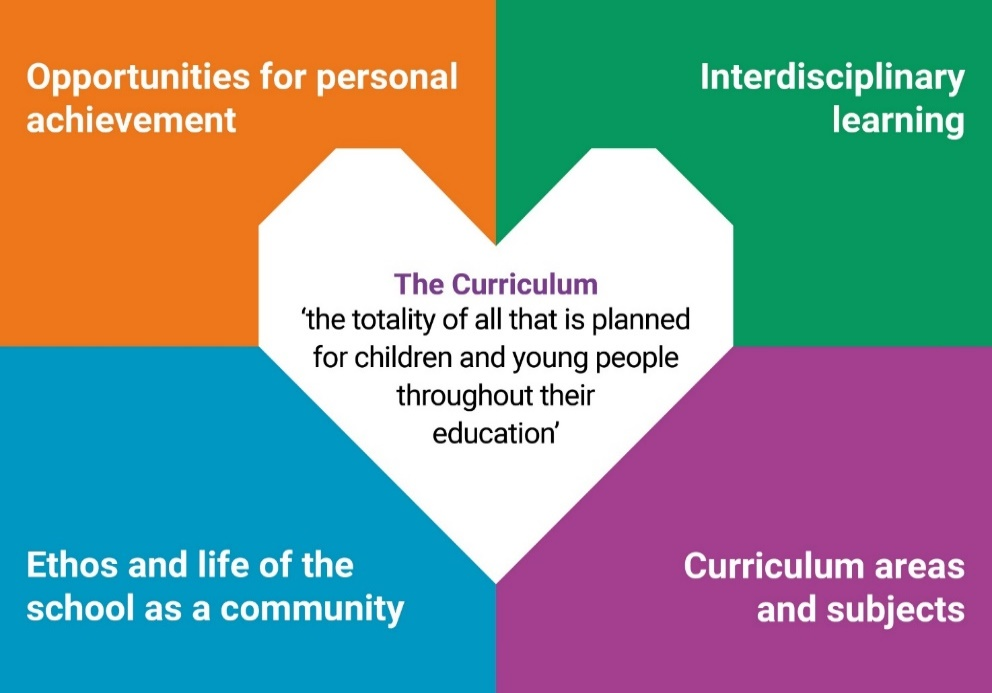 Opportunities for personal
achievement
Interdisciplinary
learning
The Curriculum
‘the totality of all that is planned
for children and young people
throughout their
education’
Ethos and life of the
school as a community
Curriculum areas
and subjects